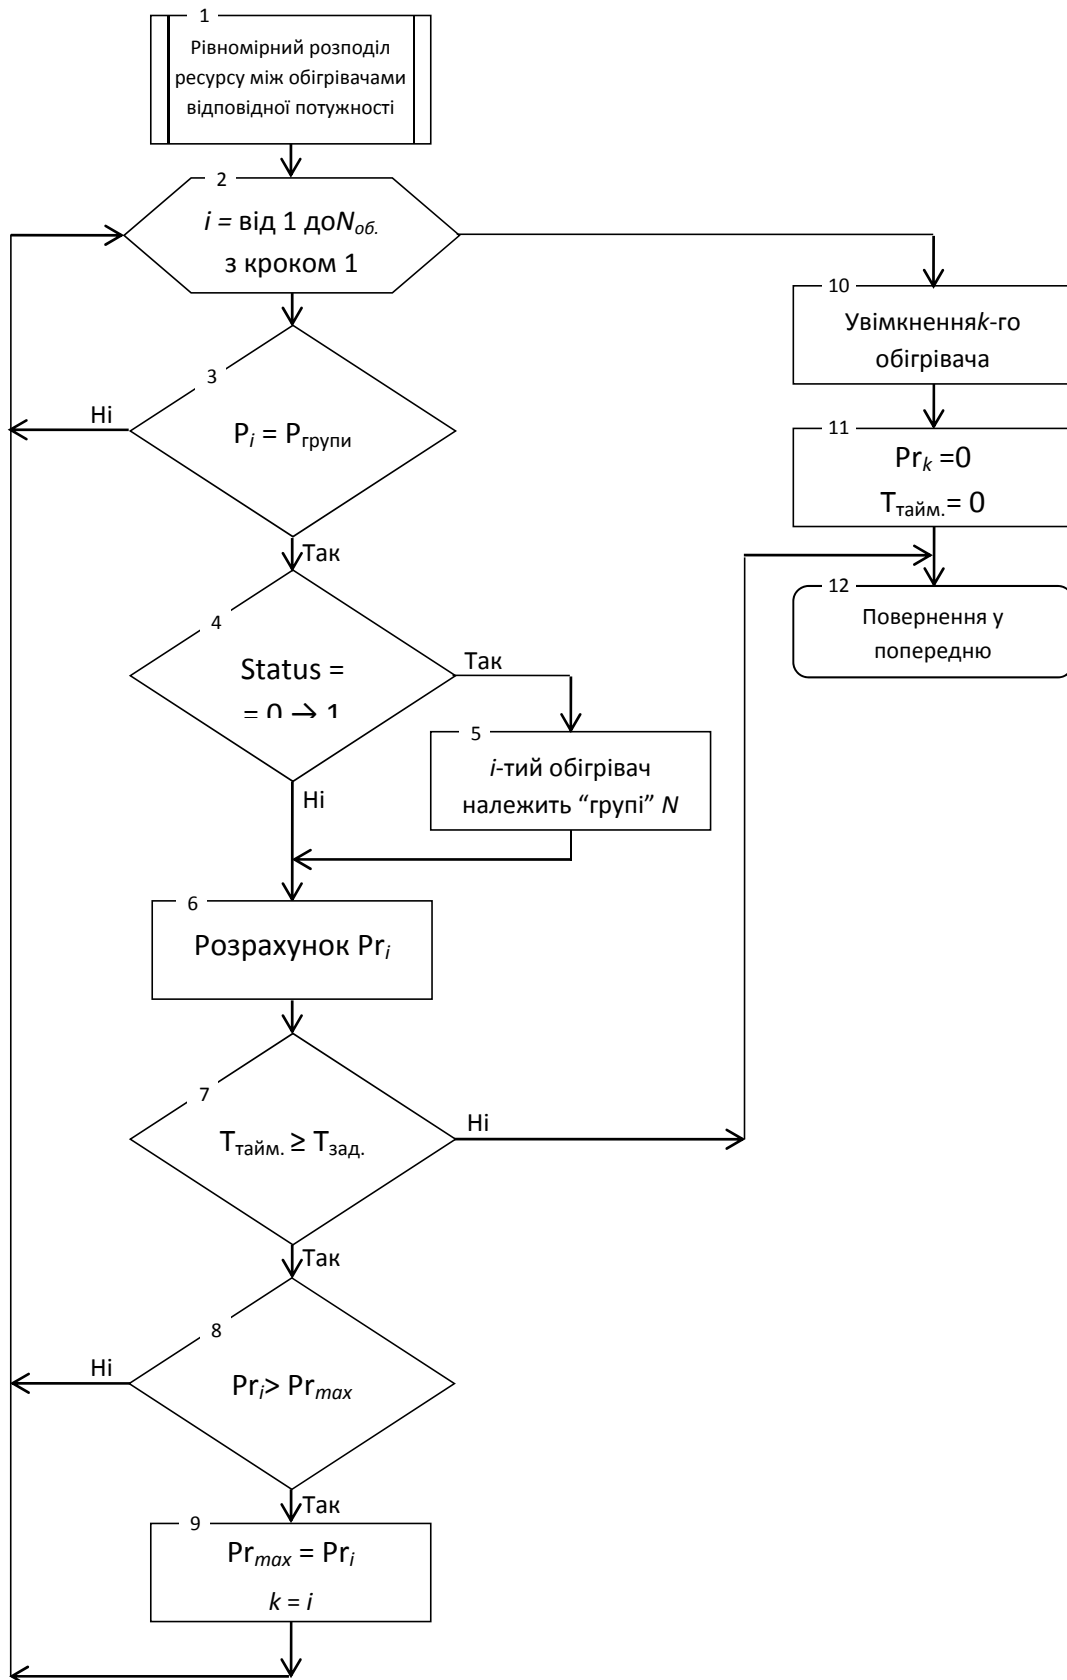 1
Рівномірний розподіл
ресурсу між обігрівачами
відповідної потужності
2
i = від 1 доNоб.
з кроком 1
3
Ні
Pi = Pгрупи
Так
4
Status =
= 0 → 1
Так
Ні
5
i-тий обігрівач
належить “групі” N
6
Розрахунок Pri
7
Tтайм. ≥ Tзад.
Ні
Так
8
Ні
Pri> Prmax
Так
9
Prmax = Pri
k = i
10
Увімкненняk-го
обігрівача
11
Prk =0
Tтайм.= 0
12
Повернення у
попередню